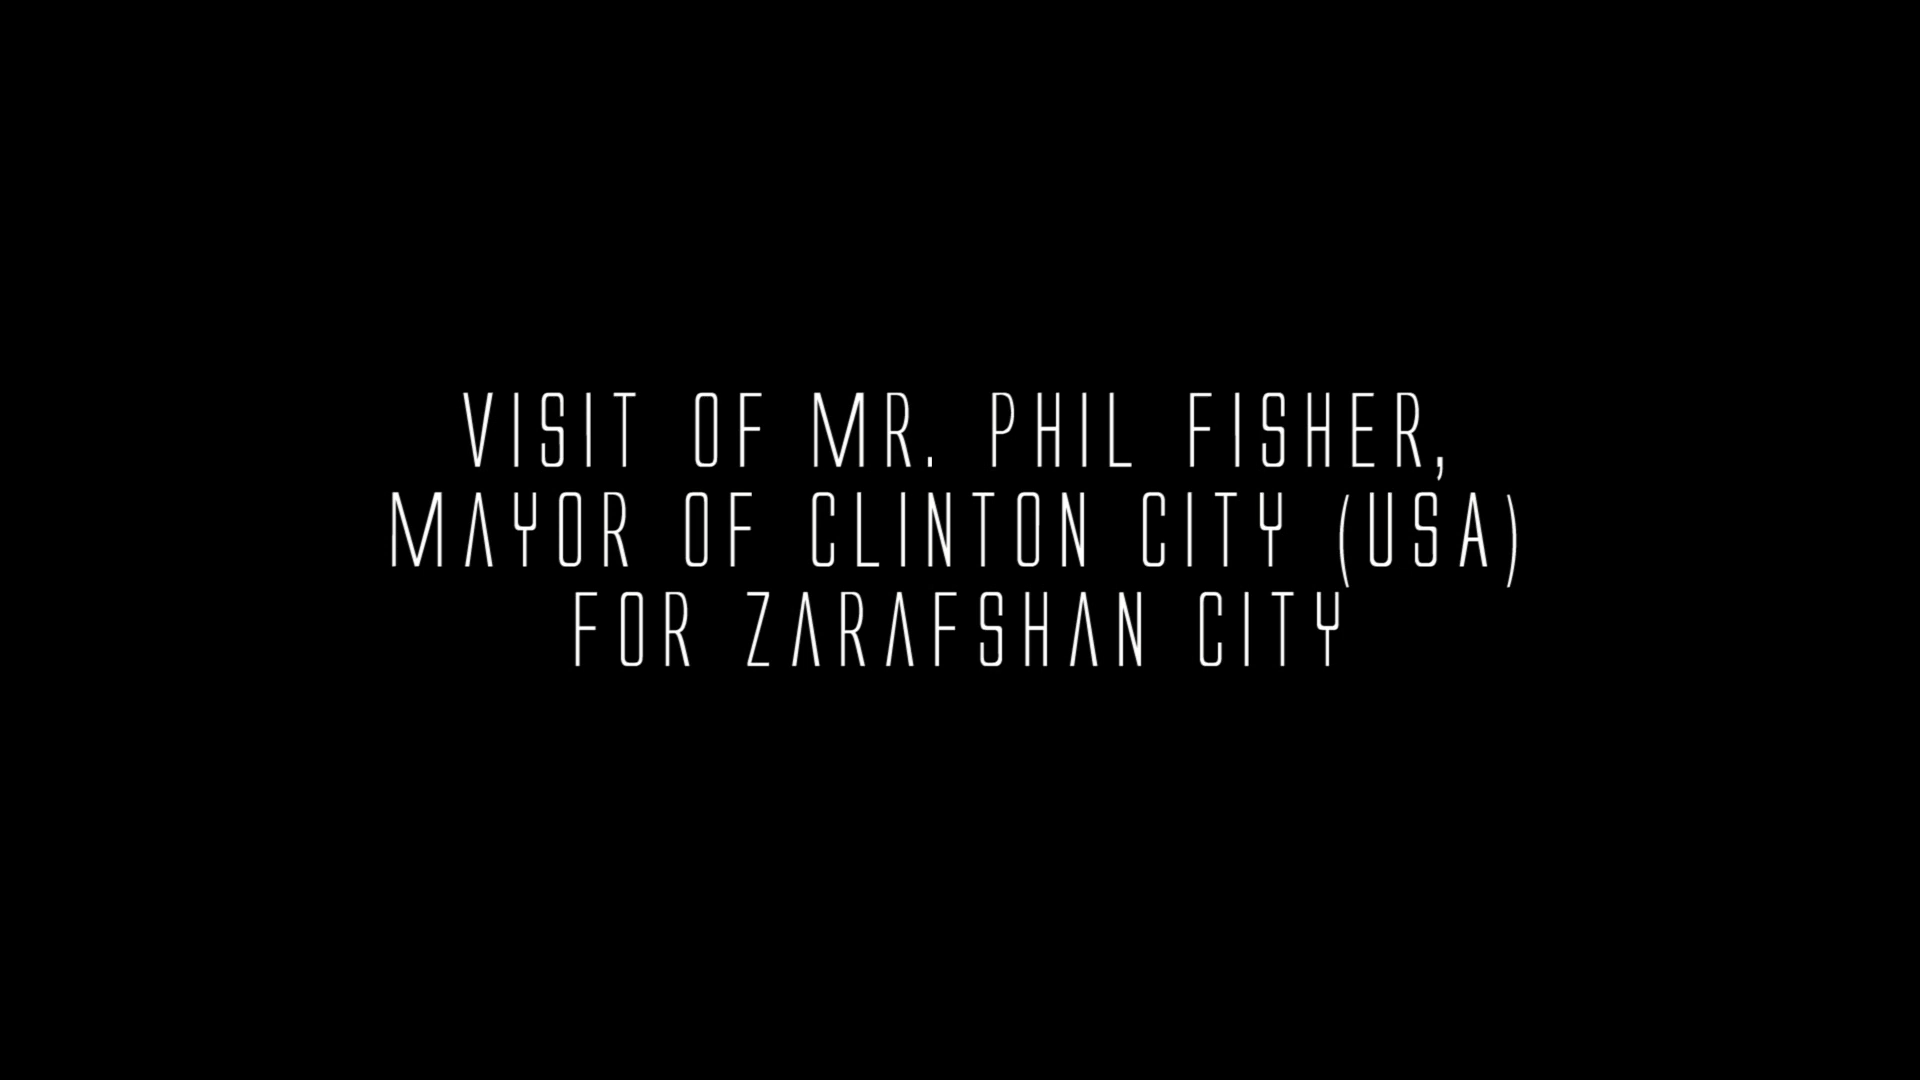 VISIT OF MR. PHIL FISHER,
MAYOR OF CLINTON CITY (USA)
FOR ZARAFSHAN CITY